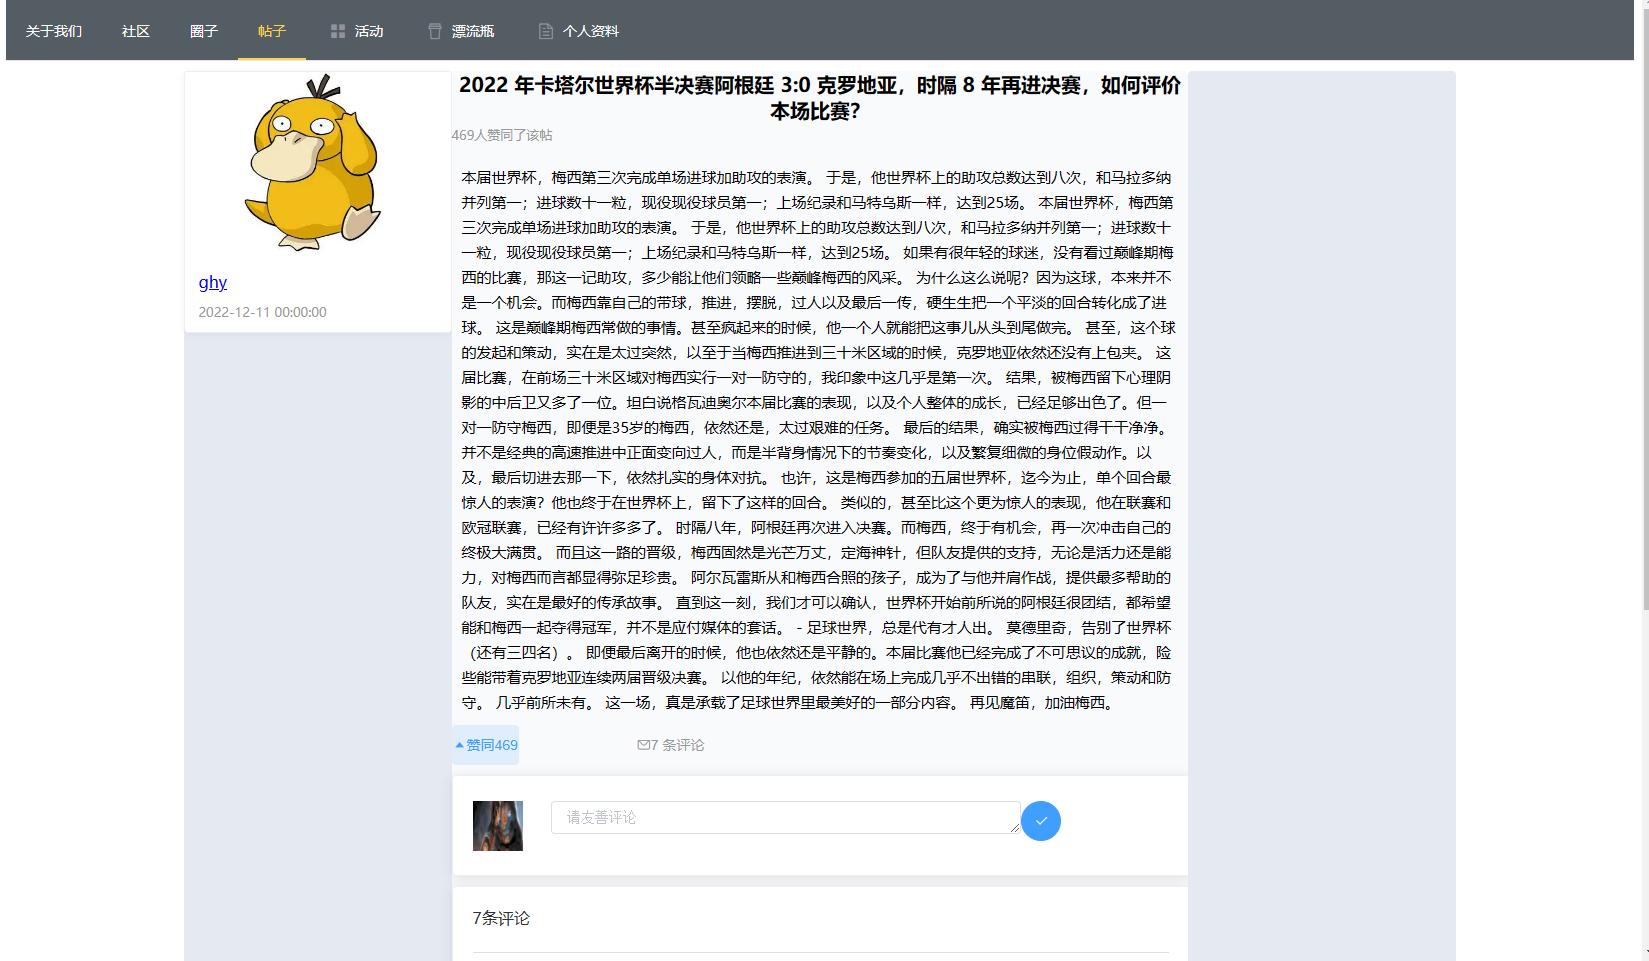 关于我们 社区 圈子 帖子 活动 漂流瓶 个人资料
2022 年卡塔尔世界杯半决赛阿根廷 3:0 克罗地亚，时隔 8 年再进决赛，如何评价
本场比赛？
469人赞同了该帖
ghy
2022-12-11 00:00:00
本届世界杯，梅西第三次完成单场进球加助攻的表演。 于是，他世界杯上的助攻总数达到八次，和马拉多纳
并列第一；进球数十一粒，现役现役球员第一；上场纪录和马特乌斯一样，达到25场。 本届世界杯，梅西第
三次完成单场进球加助攻的表演。 于是，他世界杯上的助攻总数达到八次，和马拉多纳并列第一；进球数十
一粒，现役现役球员第一；上场纪录和马特乌斯一样，达到25场。 如果有很年轻的球迷，没有看过巅峰期梅
西的比赛，那这一记助攻，多少能让他们领略一些巅峰梅西的风采。 为什么这么说呢？因为这球，本来并不
是一个机会。而梅西靠自己的带球，推进，摆脱，过人以及最后一传，硬生生把一个平淡的回合转化成了进
球。 这是巅峰期梅西常做的事情。甚至疯起来的时候，他一个人就能把这事儿从头到尾做完。 甚至，这个球
的发起和策动，实在是太过突然，以至于当梅西推进到三十米区域的时候，克罗地亚依然还没有上包夹。 这
届比赛，在前场三十米区域对梅西实行一对一防守的，我印象中这几乎是第一次。 结果，被梅西留下心理阴
影的中后卫又多了一位。坦白说格瓦迪奥尔本届比赛的表现，以及个人整体的成长，已经足够出色了。但一
对一防守梅西，即便是35岁的梅西，依然还是，太过艰难的任务。 最后的结果，确实被梅西过得干干净净。
并不是经典的高速推进中正面变向过人，而是半背身情况下的节奏变化，以及繁复细微的身位假动作。以
及，最后切进去那一下，依然扎实的身体对抗。 也许，这是梅西参加的五届世界杯，迄今为止，单个回合最
惊人的表演？他也终于在世界杯上，留下了这样的回合。 类似的，甚至比这个更为惊人的表现，他在联赛和
欧冠联赛，已经有许许多多了。 时隔八年，阿根廷再次进入决赛。而梅西，终于有机会，再一次冲击自己的
终极大满贯。 而且这一路的晋级，梅西固然是光芒万丈，定海神针，但队友提供的支持，无论是活力还是能
力，对梅西而言都显得弥足珍贵。 阿尔瓦雷斯从和梅西合照的孩子，成为了与他并肩作战，提供最多帮助的
队友，实在是最好的传承故事。 直到这一刻，我们才可以确认，世界杯开始前所说的阿根廷很团结，都希望
能和梅西一起夺得冠军，并不是应付媒体的套话。 - 足球世界，总是代有才人出。 莫德里奇，告别了世界杯
（还有三四名）。 即便最后离开的时候，他也依然还是平静的。本届比赛他已经完成了不可思议的成就，险
些能带着克罗地亚连续两届晋级决赛。 以他的年纪，依然能在场上完成几乎不出错的串联，组织，策动和防
守。 几乎前所未有。 这一场，真是承载了足球世界里最美好的一部分内容。 再见魔笛，加油梅西。
赞同469 7 条评论
请友善评论
7条评论